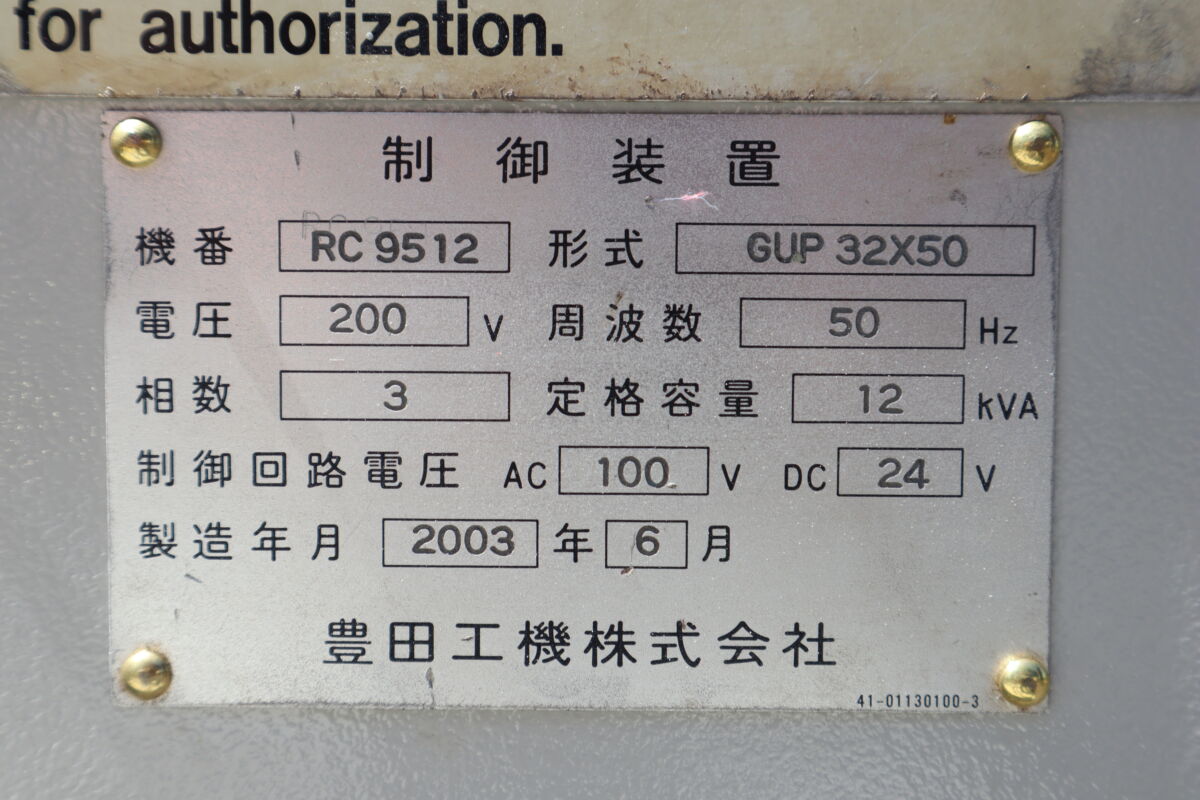 for authorization.
制御装置
機番 RC 9512 形式 GUP 32X50
電圧 200 V 周波数 50 Hz
相数 3 定格容量 12 kVA
制御回路電圧 AC 100 V DC 24 V
製造年月 2003 年 6 月
豊田工機株式会社
41-01130100-3